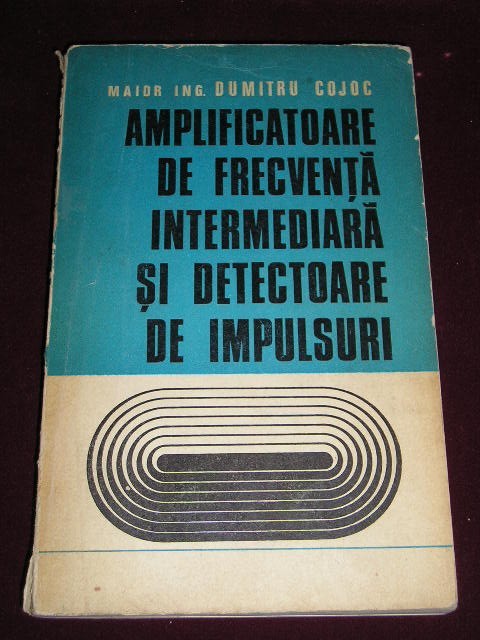 MAIOR ING. DUMITRU COJOC
AMPLIFICATOARE
DE FRECVENȚĂ
INTERMEDIARĂ
ȘI DETECTOARE
DE IMPULSURI